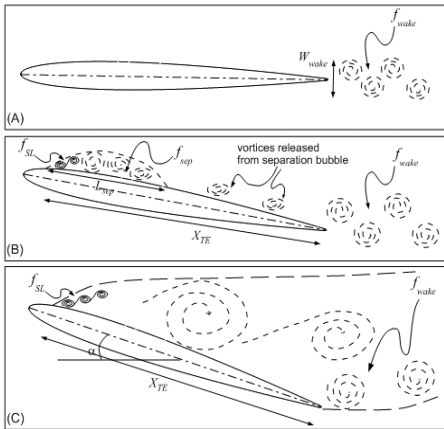 f_wake
W_wake
(A)
f_SL
f_sep
vortices released
from separation bubble
f_wake
L_sep
X_TE
(B)
f_SL
f_wake
α
X_TE
(C)